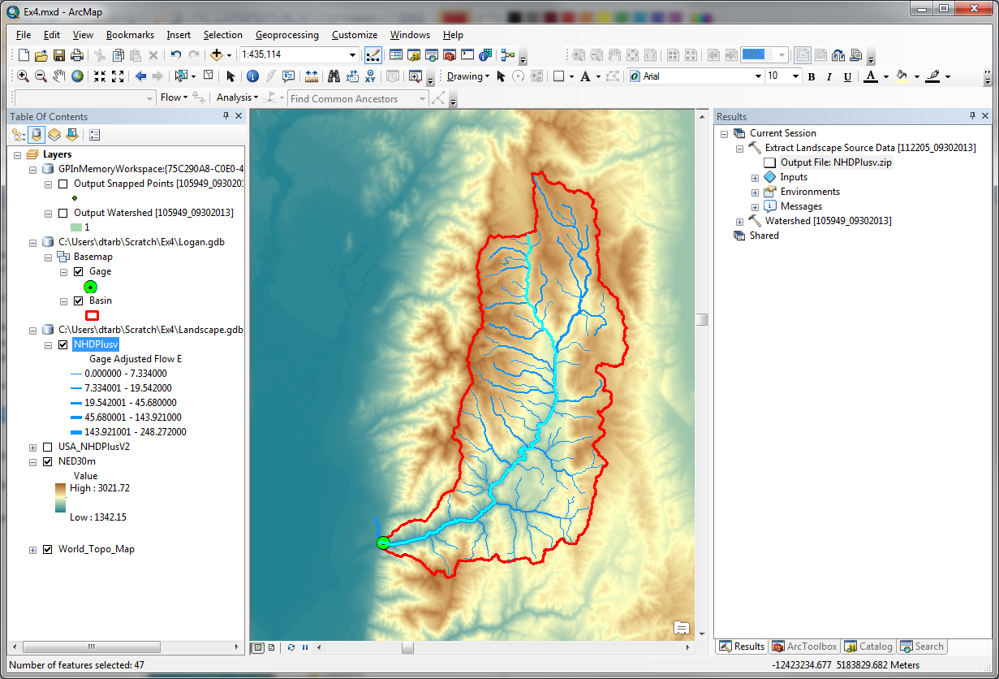 Ex4.mxd - ArcMap
File Edit View Bookmarks Insert Selection Geoprocessing Customize Windows Help
1:435,114
100%
Drawing
A
Arial
10
B I U A
Flow
Analysis
Find Common Ancestors
Table Of Contents
Layers
GPInMemoryWorkspace:{75C290A8-C0E0-4
Output Snapped Points [105949_09302013]
Output Watershed [105949_09302013]
1
C:\Users\dtarb\Scratch\Ex4\Logan.gdb
Basemap
Gage
Basin
C:\Users\dtarb\Scratch\Ex4\Landscape.gdb
NHDPlusv
Gage Adjusted Flow E
0.000000 - 7.334000
7.334001 - 19.542000
19.542001 - 45.680000
45.680001 - 143.921000
143.921001 - 248.272000
USA_NHDPlusV2
NED30m
Value
High : 3021.72
Low : 1342.15
World_Topo_Map
Results
Current Session
Extract Landscape Source Data [112205_09302013]
Output File: NHDPlusv.zip
Inputs
Environments
Messages
Watershed [105949_09302013]
Shared
Results ArcToolbox Catalog Search
Number of features selected: 47
-12423234.677 5183829.682 Meters